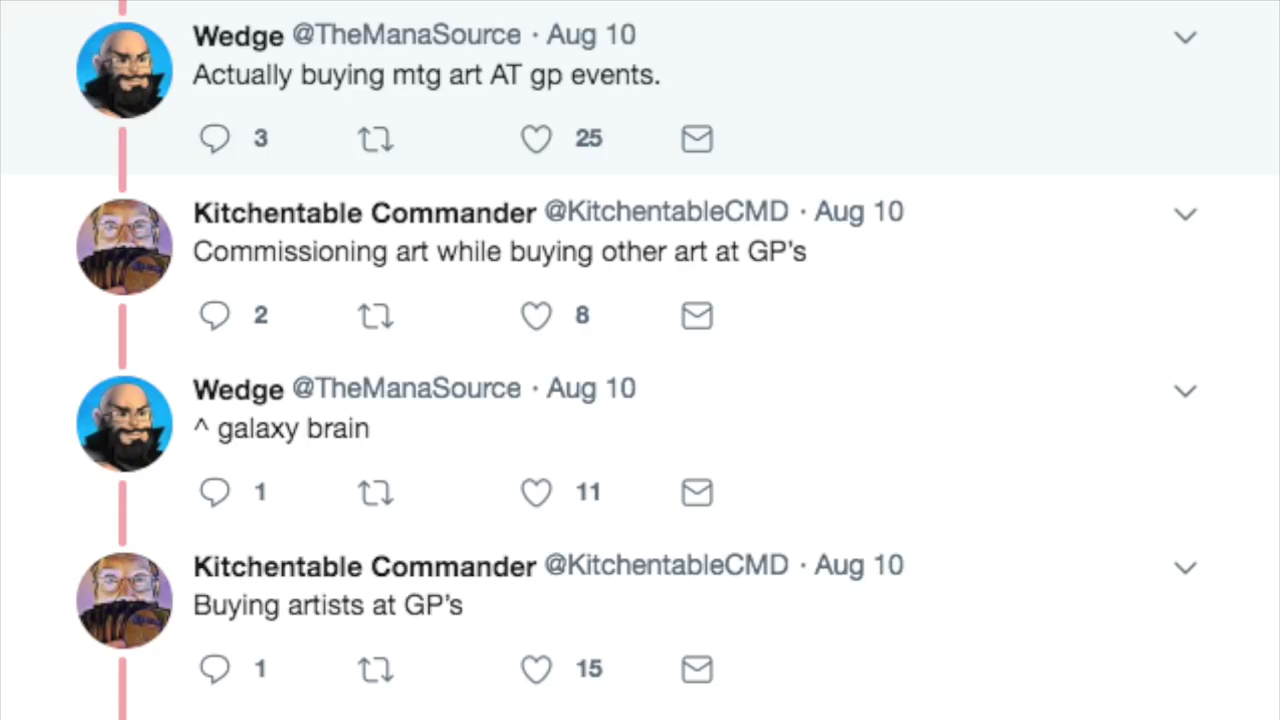 Wedge @TheManaSource · Aug 10
Actually buying mtg art AT gp events.
3 25
Kitchentable Commander @KitchentableCMD · Aug 10
Commissioning art while buying other art at GP's
2 8
Wedge @TheManaSource · Aug 10
^ galaxy brain
1 11
Kitchentable Commander @KitchentableCMD · Aug 10
Buying artists at GP's
1 15